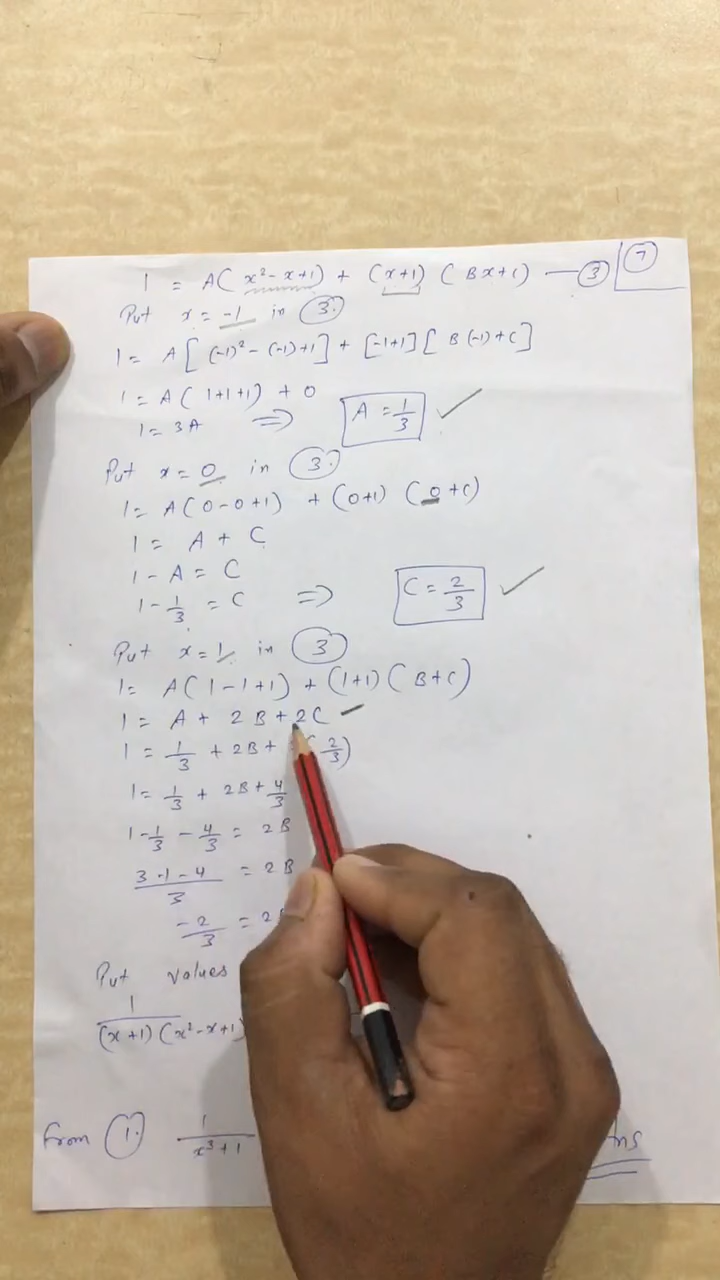 1 = A(x²-x+1) + (x+1) (Bx+C) — ③ ⑦
Put x = -1 in ③.
1 = A[(-1)²-(-1)+1] + [-1+1][B(-1)+C]
1 = A(1+1+1) + 0
1 = 3A ⇒ A = 1/3 ✓
Put x = 0 in ③.
1 = A(0-0+1) + (0+1) (0+C)
1 = A + C
1 - A = C
1 - 1/3 = C ⇒ C = 2/3 ✓
Put x = 1 in ③
1 = A(1-1+1) + (1+1)(B+C)
1 = A + 2B + 2C
1 = 1/3 + 2B + (2/3)
1 = 1/3 + 2B + 4/3
1 - 1/3 - 4/3 = 2B
3-1-4/3 = 2B
-2/3 = 2
Put values
1/(x+1)(x²-x+1)
From ①. 1/x³+1 Ans